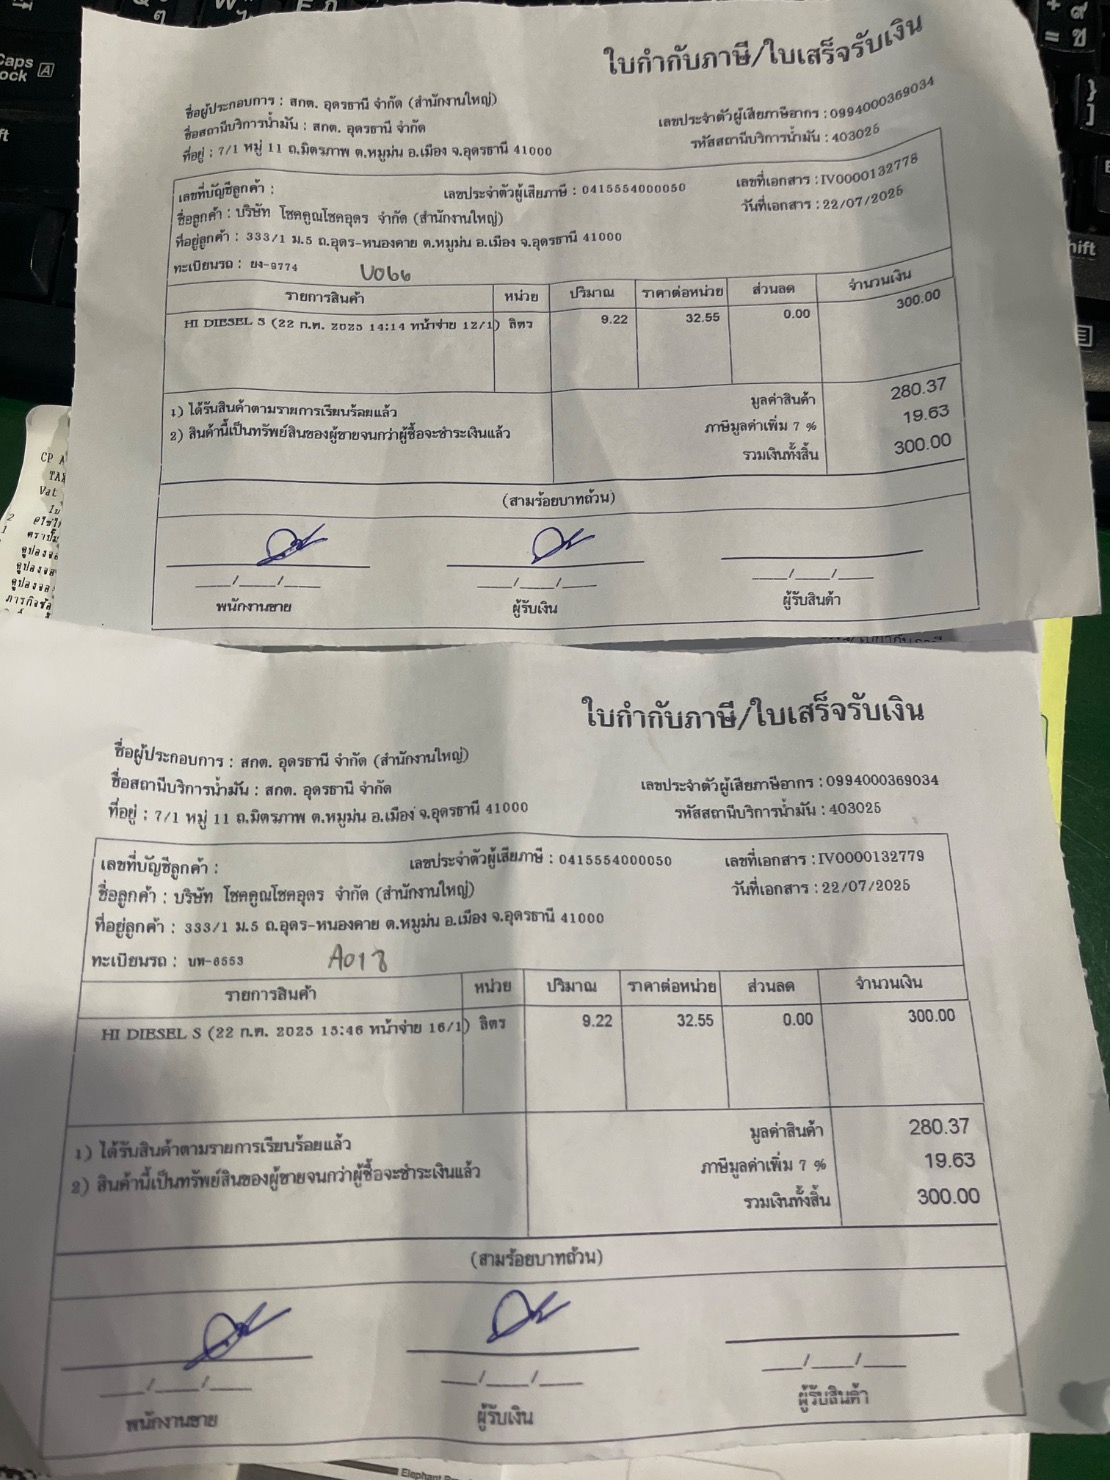 ใบกำกับภาษี/ใบเสร็จรับเงิน
ชื่อผู้ประกอบการ : สกต. อุดรธานี จำกัด (สำนักงานใหญ่)
เลขประจำตัวผู้เสียภาษีอากร : 0994000369034
ชื่อสถานีบริการน้ำมัน : สกต. อุดรธานี จำกัด
รหัสสถานีบริการน้ำมัน : 403025
ที่อยู่ : 7/1 หมู่ 11 ถ.มิตรภาพ ต.หมูม่น อ.เมือง จ.อุดรธานี 41000
เลขที่บัญชีลูกค้า : เลขประจำตัวผู้เสียภาษี : 0415554000050 เลขที่เอกสาร : IV0000132778
ชื่อลูกค้า : บริษัท โชคคูณโชคอุดร จำกัด (สำนักงานใหญ่) วันที่เอกสาร : 22/07/2025
ที่อยู่ลูกค้า : 333/1 ม.5 ถ.อุดร-หนองคาย ต.หมูม่น อ.เมือง จ.อุดรธานี 41000
ทะเบียนรถ : ยง-9774 U066
รายการสินค้า หน่วย ปริมาณ ราคาต่อหน่วย ส่วนลด จำนวนเงิน
HI DIESEL S (22 ก.ค. 2025 14:14 หน้าจ่าย 12/1) ลิตร 9.22 32.55 0.00 300.00
1) ได้รับสินค้าตามรายการเรียบร้อยแล้ว มูลค่าสินค้า 280.37
2) สินค้านี้เป็นทรัพย์สินของผู้ขายจนกว่าผู้ซื้อจะชำระเงินแล้ว ภาษีมูลค่าเพิ่ม 7 % 19.63
รวมเงินทั้งสิ้น 300.00
(สามร้อยบาทถ้วน)
___/___/___ ___/___/___ ___/___/___
พนักงานขาย ผู้รับเงิน ผู้รับสินค้า
CP A
TAX
Vat
คูปอง
คูปอง
คูปอง
ใบกำกับภาษี/ใบเสร็จรับเงิน
ชื่อผู้ประกอบการ : สกต. อุดรธานี จำกัด (สำนักงานใหญ่)
เลขประจำตัวผู้เสียภาษีอากร : 0994000369034
ชื่อสถานีบริการน้ำมัน : สกต. อุดรธานี จำกัด
รหัสสถานีบริการน้ำมัน : 403025
ที่อยู่ : 7/1 หมู่ 11 ถ.มิตรภาพ ต.หมูม่น อ.เมือง จ.อุดรธานี 41000
เลขที่บัญชีลูกค้า : เลขประจำตัวผู้เสียภาษี : 0415554000050 เลขที่เอกสาร : IV0000132779
ชื่อลูกค้า : บริษัท โชคคูณโชคอุดร จำกัด (สำนักงานใหญ่) วันที่เอกสาร : 22/07/2025
ที่อยู่ลูกค้า : 333/1 ม.5 ถ.อุดร-หนองคาย ต.หมูม่น อ.เมือง จ.อุดรธานี 41000
ทะเบียนรถ : บท-6553 A018
รายการสินค้า หน่วย ปริมาณ ราคาต่อหน่วย ส่วนลด จำนวนเงิน
HI DIESEL S (22 ก.ค. 2025 15:46 หน้าจ่าย 16/1) ลิตร 9.22 32.55 0.00 300.00
1) ได้รับสินค้าตามรายการเรียบร้อยแล้ว มูลค่าสินค้า 280.37
2) สินค้านี้เป็นทรัพย์สินของผู้ขายจนกว่าผู้ซื้อจะชำระเงินแล้ว ภาษีมูลค่าเพิ่ม 7 % 19.63
รวมเงินทั้งสิ้น 300.00
(สามร้อยบาทถ้วน)
___/___/___ ___/___/___ ___/___/___
พนักงานขาย ผู้รับเงิน ผู้รับสินค้า
Elephant